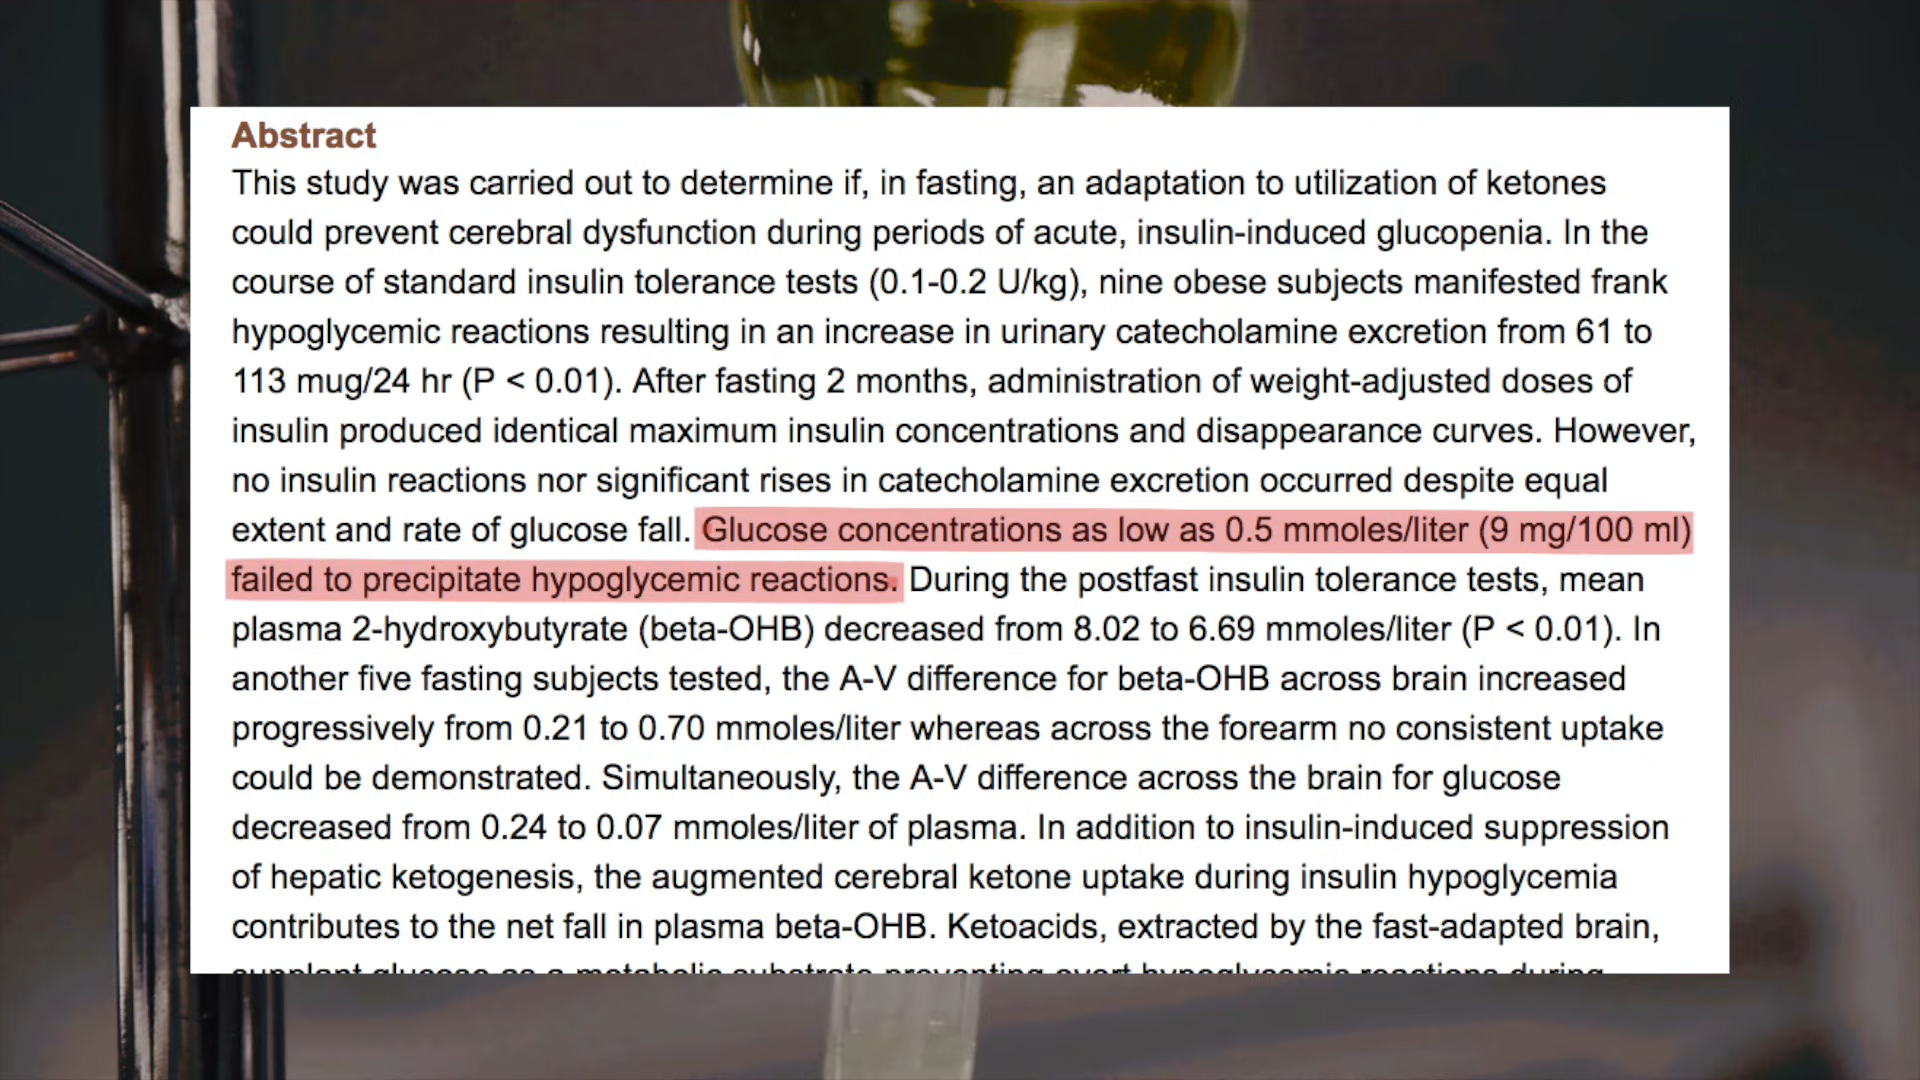 Abstract
This study was carried out to determine if, in fasting, an adaptation to utilization of ketones
could prevent cerebral dysfunction during periods of acute, insulin-induced glucopenia. In the
course of standard insulin tolerance tests (0.1-0.2 U/kg), nine obese subjects manifested frank
hypoglycemic reactions resulting in an increase in urinary catecholamine excretion from 61 to
113 mug/24 hr (P < 0.01). After fasting 2 months, administration of weight-adjusted doses of
insulin produced identical maximum insulin concentrations and disappearance curves. However,
no insulin reactions nor significant rises in catecholamine excretion occurred despite equal
extent and rate of glucose fall. Glucose concentrations as low as 0.5 mmoles/liter (9 mg/100 ml)
failed to precipitate hypoglycemic reactions. During the postfast insulin tolerance tests, mean
plasma 2-hydroxybutyrate (beta-OHB) decreased from 8.02 to 6.69 mmoles/liter (P < 0.01). In
another five fasting subjects tested, the A-V difference for beta-OHB across brain increased
progressively from 0.21 to 0.70 mmoles/liter whereas across the forearm no consistent uptake
could be demonstrated. Simultaneously, the A-V difference across the brain for glucose
decreased from 0.24 to 0.07 mmoles/liter of plasma. In addition to insulin-induced suppression
of hepatic ketogenesis, the augmented cerebral ketone uptake during insulin hypoglycemia
contributes to the net fall in plasma beta-OHB. Ketoacids, extracted by the fast-adapted brain,
supplant glucose as a metabolic substrate preventing overt hypoglycemic reactions during